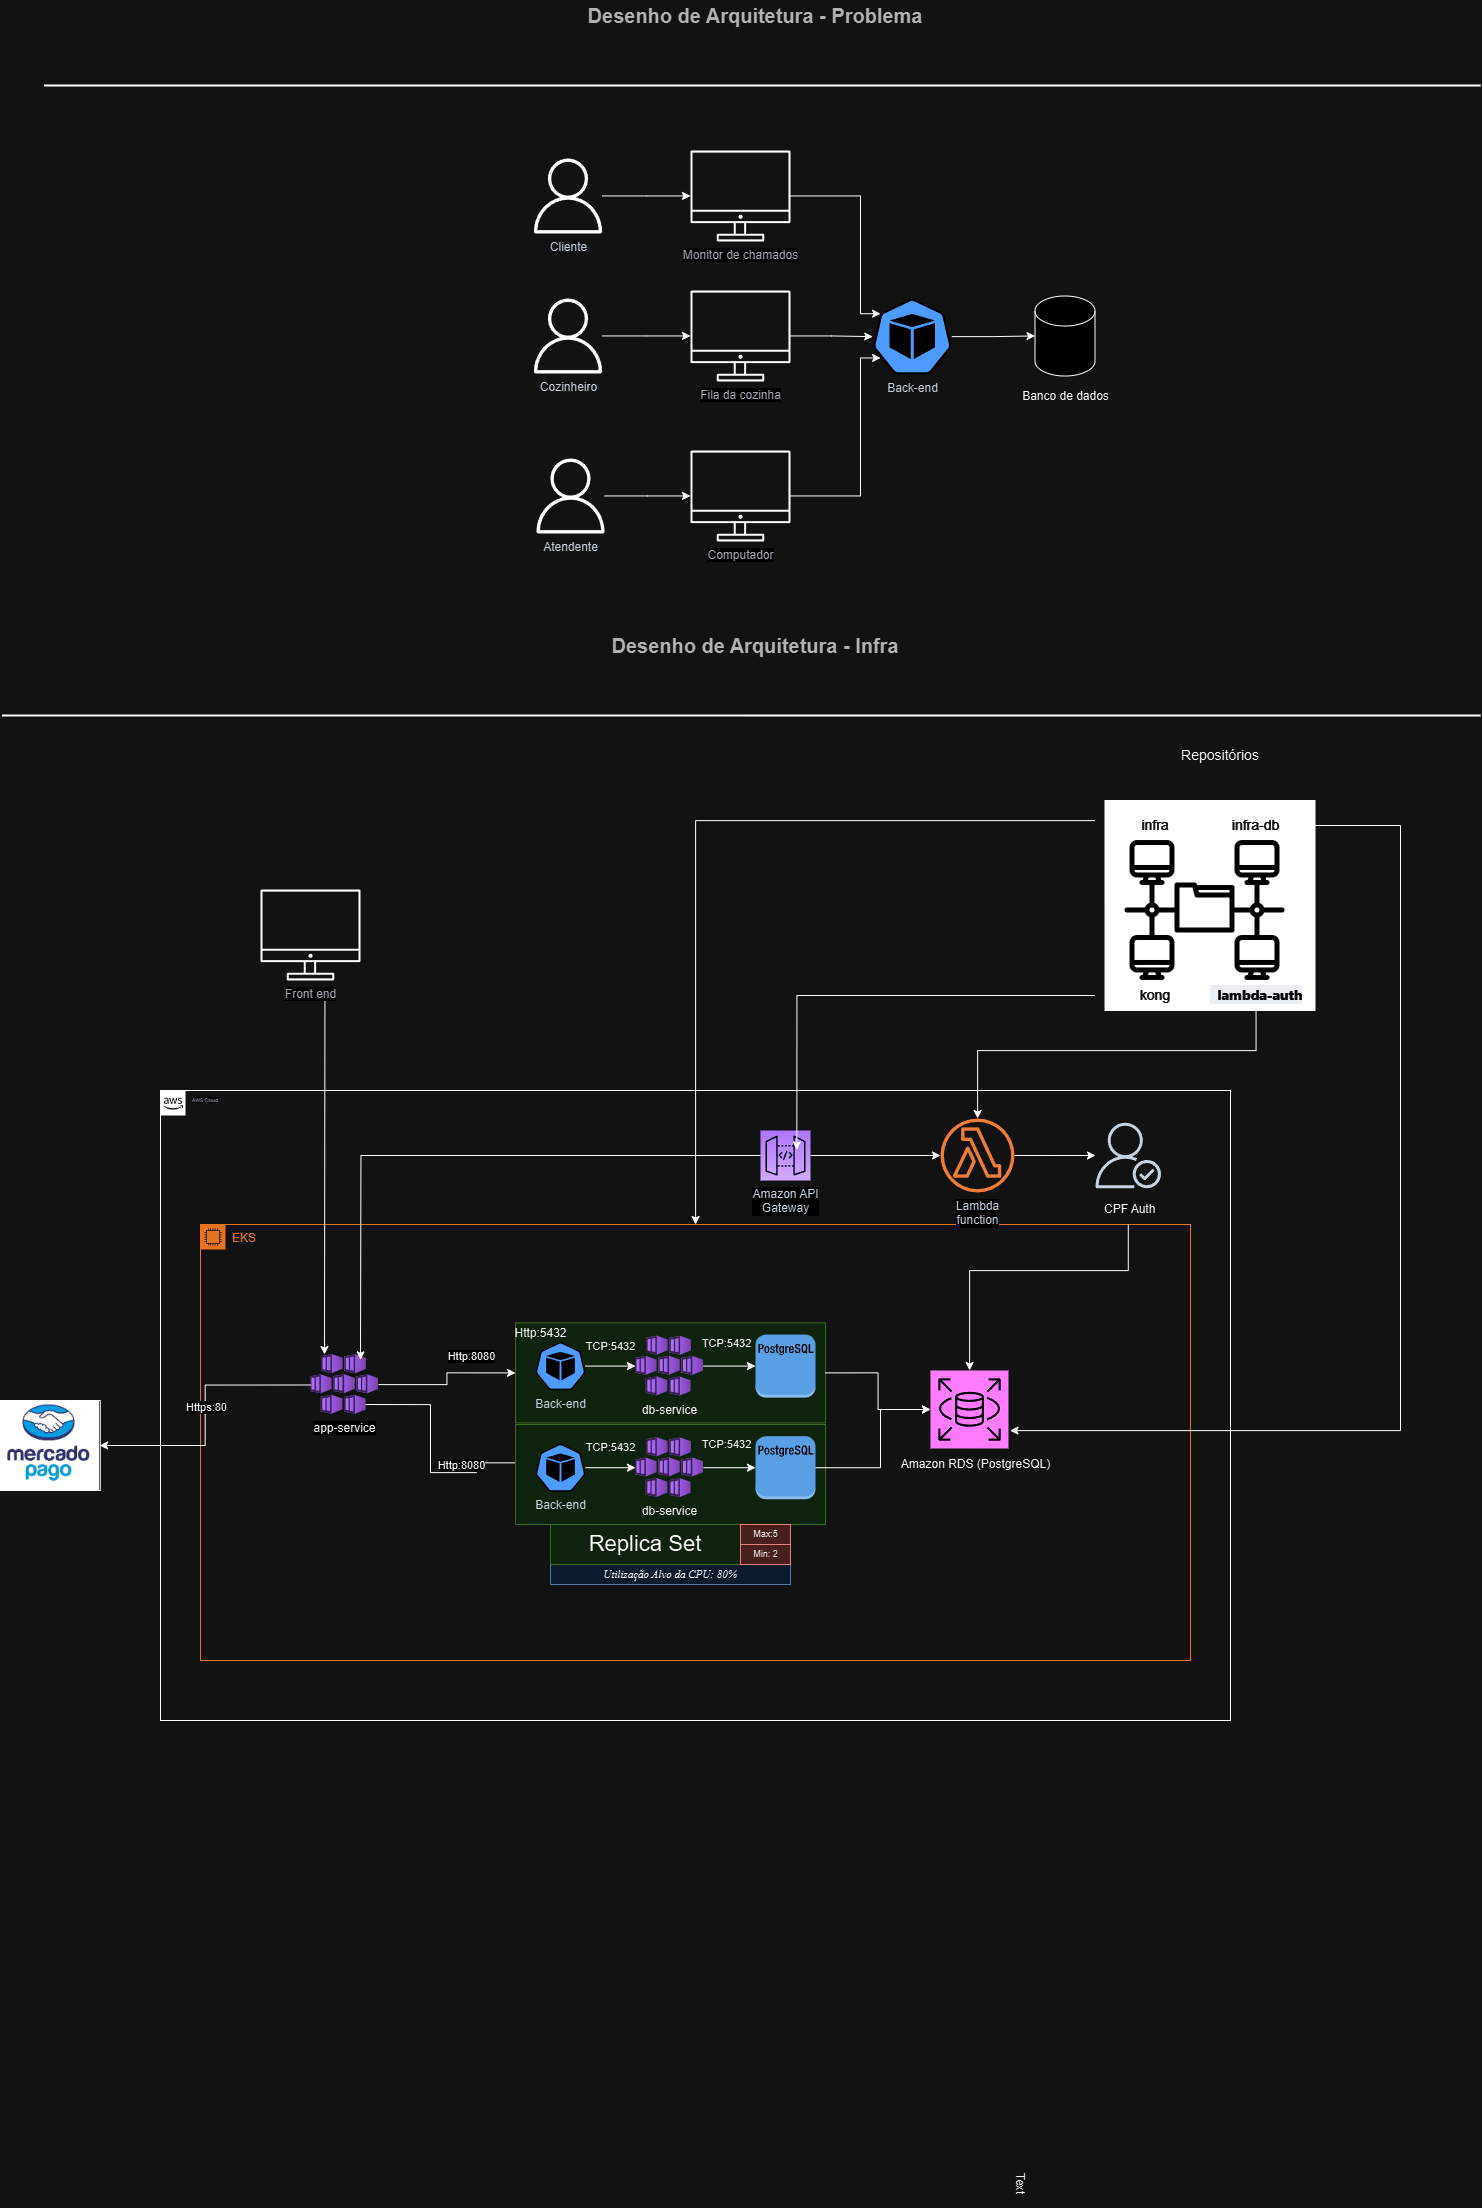 Desenho de Arquitetura - Problema
Cliente
Monitor de chamados
Cozinheiro
Fila da cozinha
Back-end
Banco de dados
Atendente
Computador
Desenho de Arquitetura - Infra
Repositórios
infra
infra-db
kong
lambda-auth
Front end
aws
AWS Cloud
Amazon API
Gateway
Lambda
function
CPF Auth
EKS
Http:5432
TCP:5432
TCP:5432
PostgreSQL
Http:8080
Back-end
db-service
Https:80
app-service
mercado
pago
Http:8080
TCP:5432
TCP:5432
PostgreSQL
Back-end
db-service
Amazon RDS (PostgreSQL)
Replica Set
Max:5
Min: 2
Utilização Alvo da CPU: 80%
Text